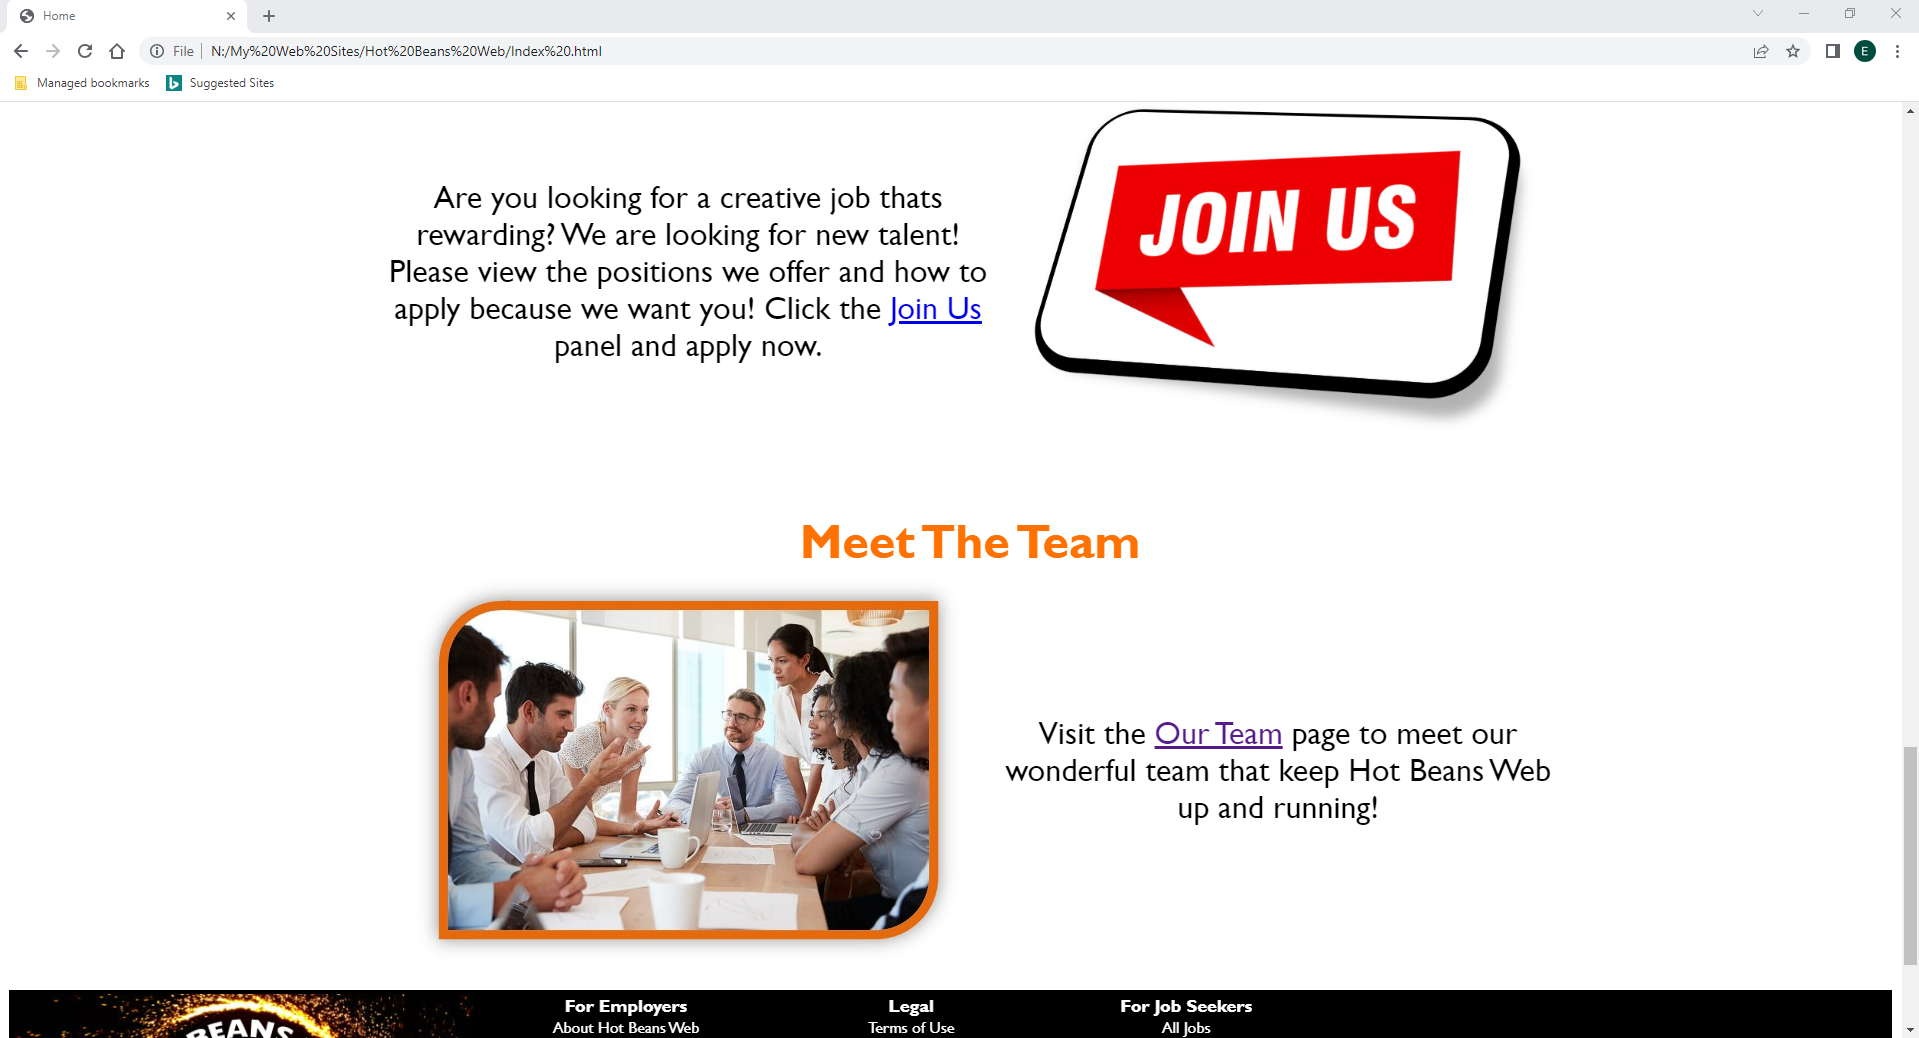 Home
File
N:/My%20Web%20Sites/Hot%20Beans%20Web/Index%20.html
E
Managed bookmarks
Suggested Sites
Are you looking for a creative job thats
rewarding? We are looking for new talent!
Please view the positions we offer and how to
apply because we want you! Click the Join Us
panel and apply now.
JOIN US
Meet The Team
Visit the Our Team page to meet our
wonderful team that keep Hot Beans Web
up and running!
BEANS
For Employers
About Hot Beans Web
Legal
Terms of Use
For Job Seekers
All Jobs